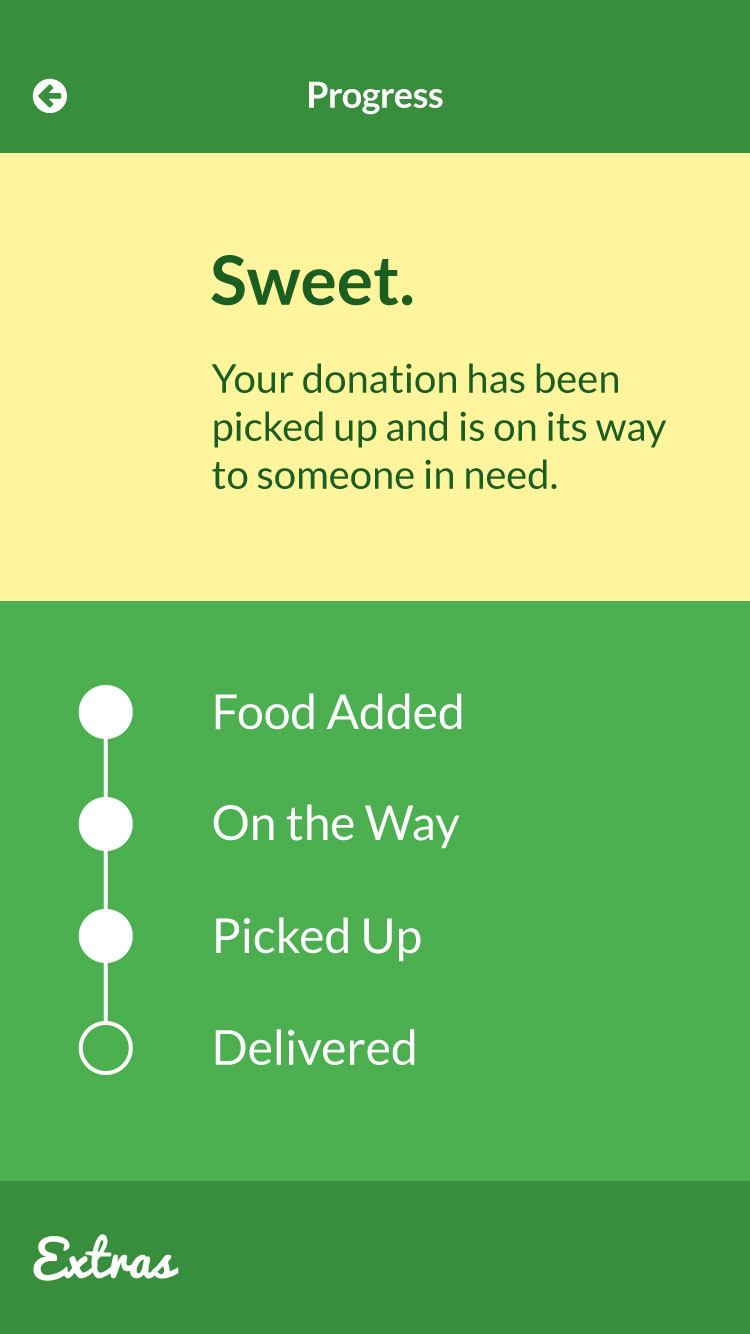 Progress
Sweet.
Your donation has been
picked up and is on its way
to someone in need.
Food Added
On the Way
Picked Up
Delivered
Extras